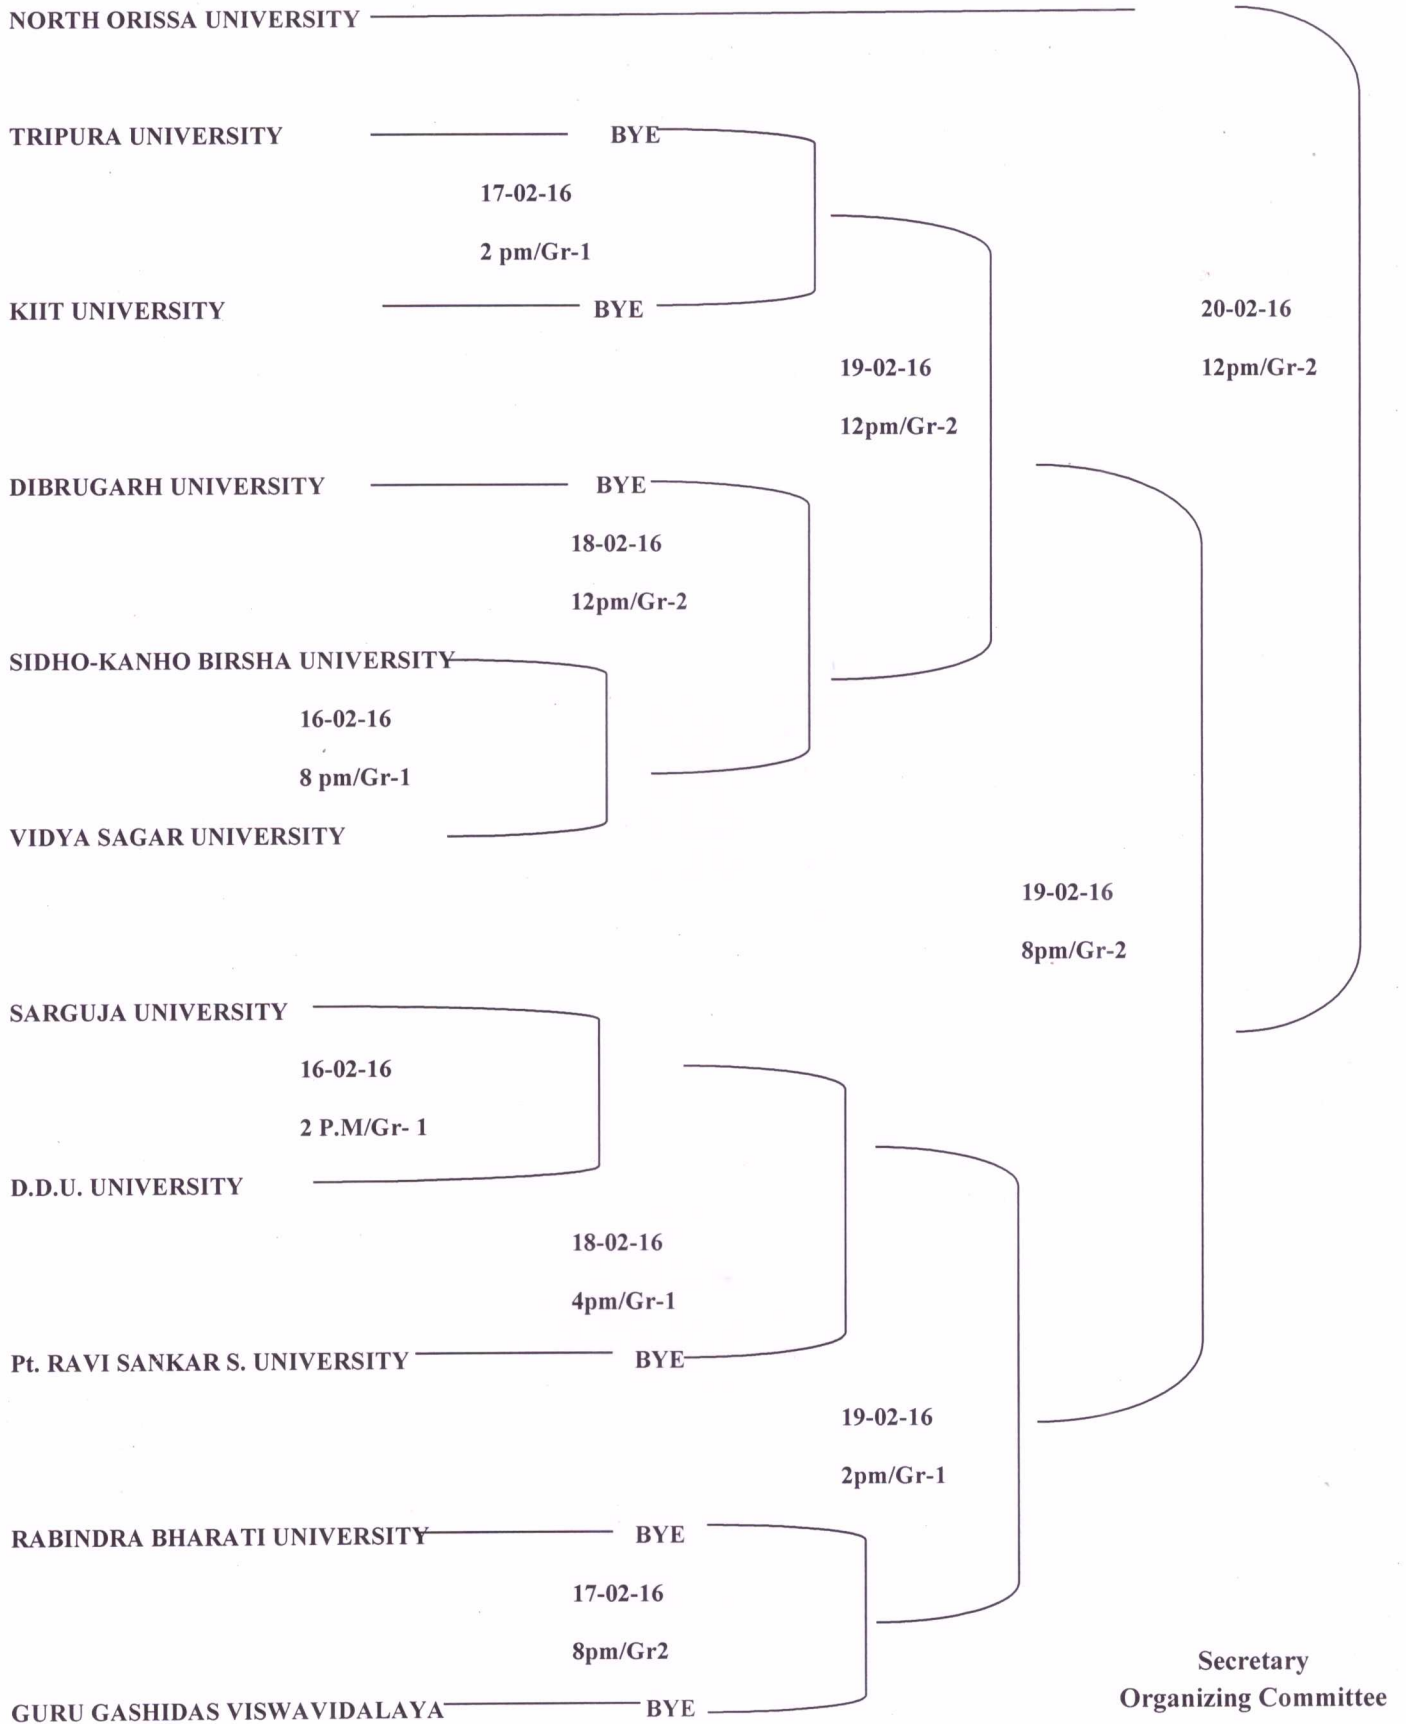 NORTH ORISSA UNIVERSITY
TRIPURA UNIVERSITY BYE
17-02-16
2 pm/Gr-1
KIIT UNIVERSITY BYE
20-02-16
19-02-16
12pm/Gr-2
12pm/Gr-2
DIBRUGARH UNIVERSITY BYE
18-02-16
12pm/Gr-2
SIDHO-KANHO BIRSHA UNIVERSITY
16-02-16
8 pm/Gr-1
VIDYA SAGAR UNIVERSITY
19-02-16
8pm/Gr-2
SARGUJA UNIVERSITY
16-02-16
2 P.M/Gr- 1
D.D.U. UNIVERSITY
18-02-16
4pm/Gr-1
Pt. RAVI SANKAR S. UNIVERSITY BYE
19-02-16
2pm/Gr-1
RABINDRA BHARATI UNIVERSITY BYE
17-02-16
8pm/Gr2
Secretary
Organizing Committee
GURU GASHIDAS VISWAVIDALAYA BYE